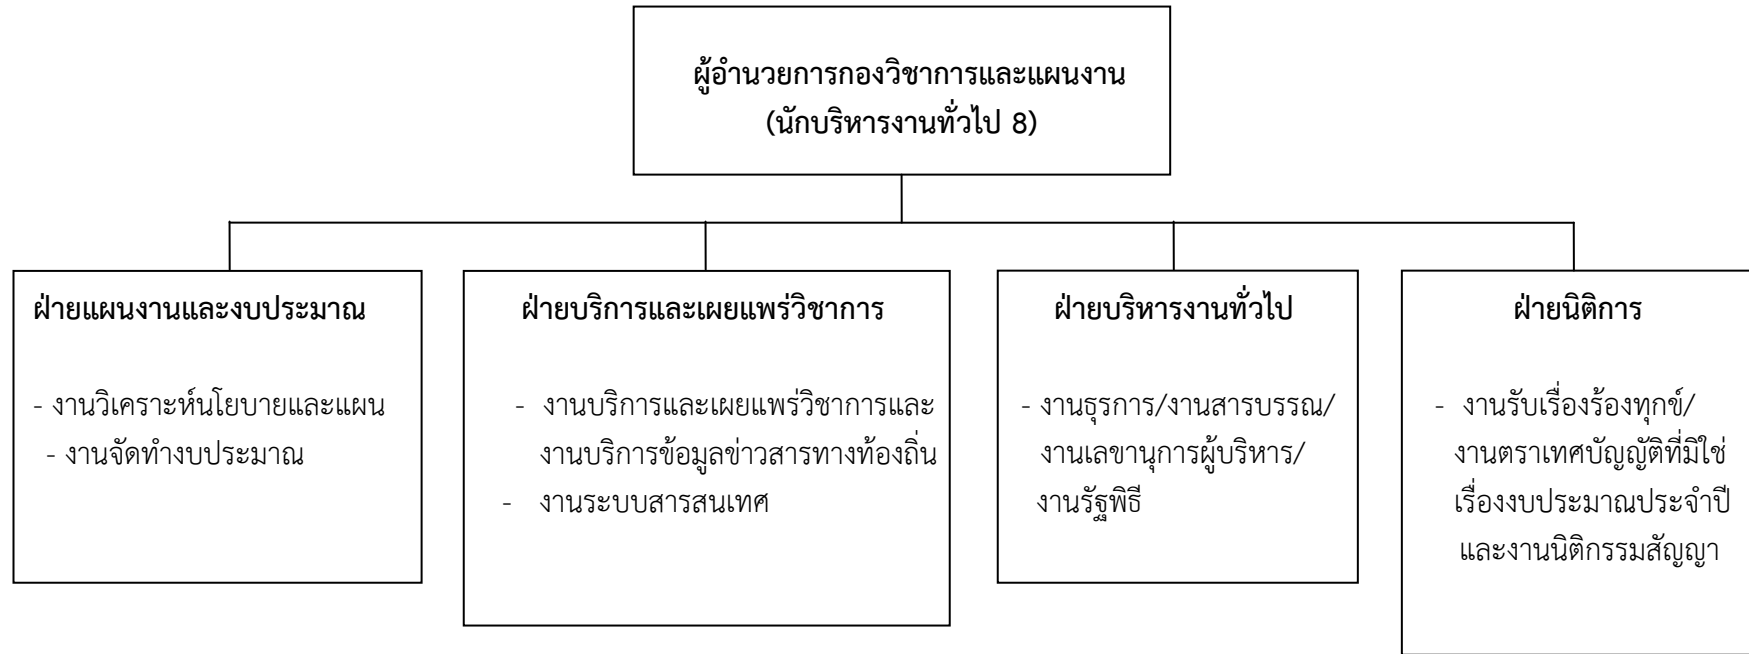 ผู้อำนวยการกองวิชาการและแผนงาน
(นักบริหารงานทั่วไป 8)
ฝ่ายแผนงานและงบประมาณ
- งานวิเคราะห์นโยบายและแผน
- งานจัดทำงบประมาณ
ฝ่ายบริการและเผยแพร่วิชาการ
- งานบริการและเผยแพร่วิชาการและ
งานบริการข้อมูลข่าวสารทางท้องถิ่น
- งานระบบสารสนเทศ
ฝ่ายบริหารงานทั่วไป
- งานธุรการ/งานสารบรรณ/
งานเลขานุการผู้บริหาร/
งานรัฐพิธี
ฝ่ายนิติการ
- งานรับเรื่องร้องทุกข์/
งานตราเทศบัญญัติที่มิใช่
เรื่องงบประมาณประจำปี
และงานนิติกรรมสัญญา